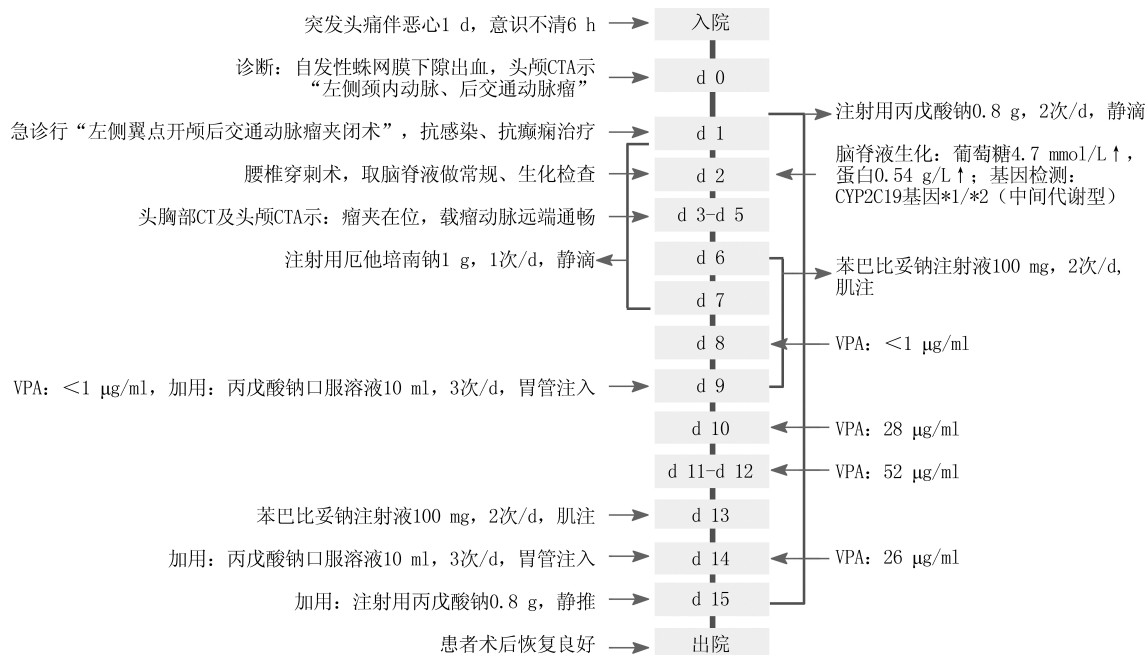 突发头痛伴恶心1 d，意识不清6 h
入院
诊断：自发性蛛网膜下隙出血，头颅CTA示
“左侧颈内动脉、后交通动脉瘤”
d 0
注射用丙戊酸钠0.8 g，2次/d，静滴
急诊行“左侧翼点开颅后交通动脉瘤夹闭术”，抗感染、抗癫痫治疗
d 1
腰椎穿刺术，取脑脊液做常规、生化检查
d 2
脑脊液生化：葡萄糖4.7 mmol/L↑，
蛋白0.54 g/L↑；基因检测：
CYP2C19基因*1/*2（中间代谢型）
头胸部CT及头颅CTA示：瘤夹在位，载瘤动脉远端通畅
d 3-d 5
注射用厄他培南钠1 g，1次/d，静滴
d 6
苯巴比妥钠注射液100 mg，2次/d,
肌注
d 7
d 8
VPA：＜1 μg/ml
VPA：＜1 μg/ml，加用：丙戊酸钠口服溶液10 ml，3次/d，胃管注入
d 9
d 10
VPA：28 μg/ml
d 11-d 12
VPA：52 μg/ml
苯巴比妥钠注射液100 mg，2次/d，肌注
d 13
加用：丙戊酸钠口服溶液10 ml，3次/d，胃管注入
d 14
VPA：26 μg/ml
加用：注射用丙戊酸钠0.8 g，静推
d 15
患者术后恢复良好
出院